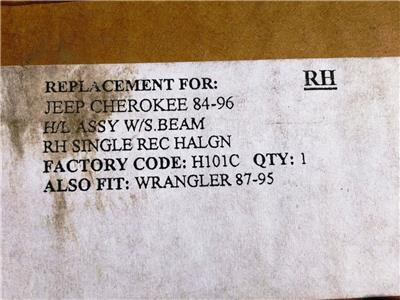 REPLACEMENT FOR: RH
JEEP CHEROKEE 84-96
H/L ASSY W/S.BEAM
RH SINGLE REC HALGN
FACTORY CODE: H101C QTY: 1
ALSO FIT: WRANGLER 87-95